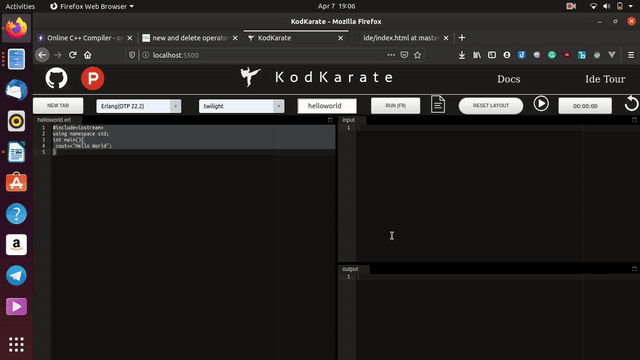 Activities Firefox Web Browser Apr 7 19:06
KodKarate - Mozilla Firefox
Online C++ Compiler - on new and delete operator KodKarate ide/index.html at master
localhost:5500
P KodKarate Docs Ide Tour
NEW TAB Erlang(OTP 22.2) twilight helloworld RUN (F9) RESET LAYOUT 00:00:00
helloworld.erl input
1 #include<iostream> 1
2 using namespace std;
3 int main(){
4 cout<<"Hello World";
5 }
output
1